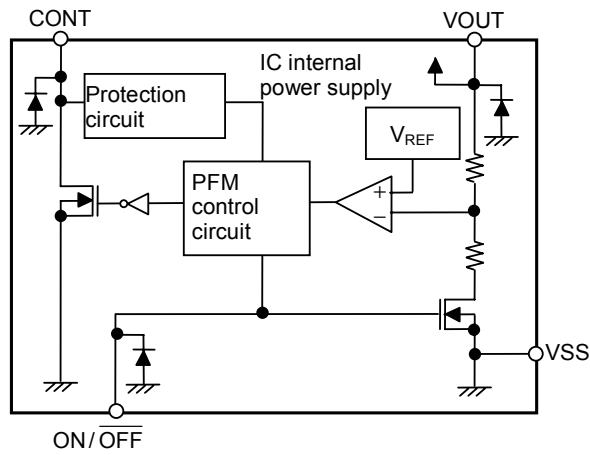 CONT
VOUT
IC internal
power supply
Protection
circuit
VREF
PFM
control
circuit
+
−
VSS
ON / OFF